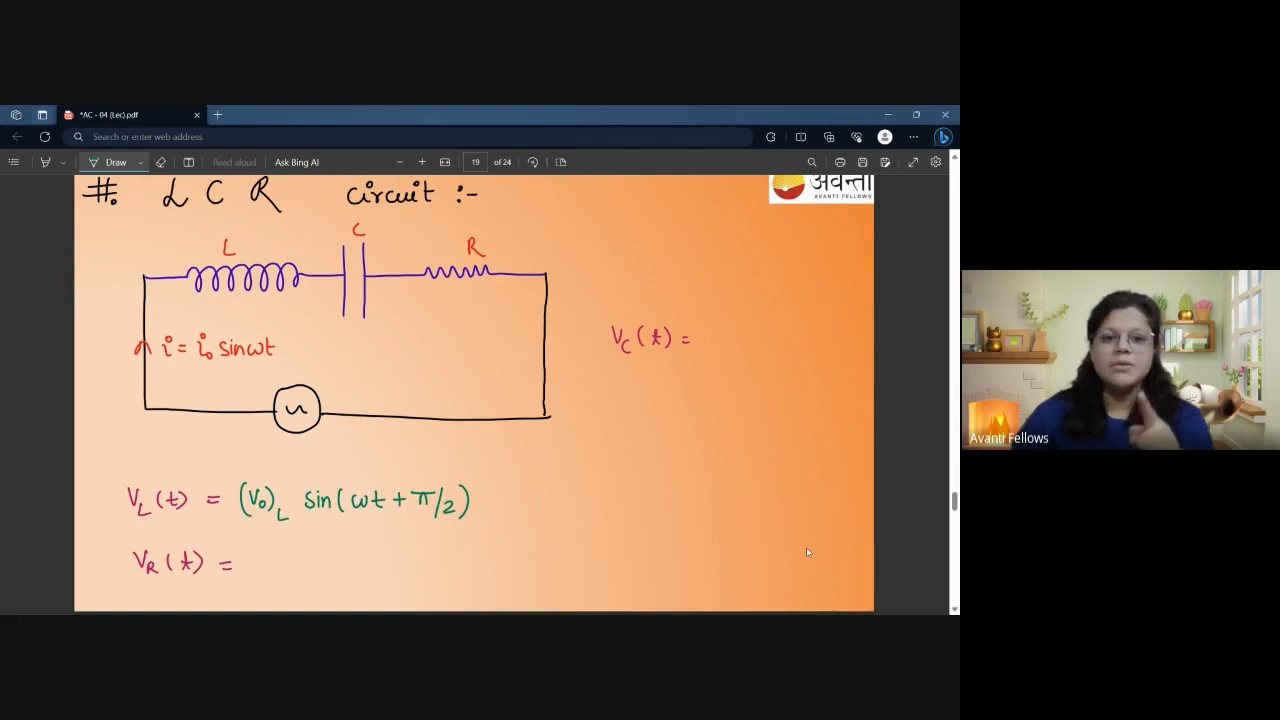 *AC - 04 (Lec).pdf
Search or enter web address
Draw
Read aloud
Ask Bing AI
19 of 24
#. L C R Circuit :-
अवन्ती
AVANTI FELLOWS
L
C
R
i = i₀ sinωt
V_C (t) =
V_L (t) = (V₀)_L sin(ωt + π/2)
V_R (t) =
Avanti Fellows